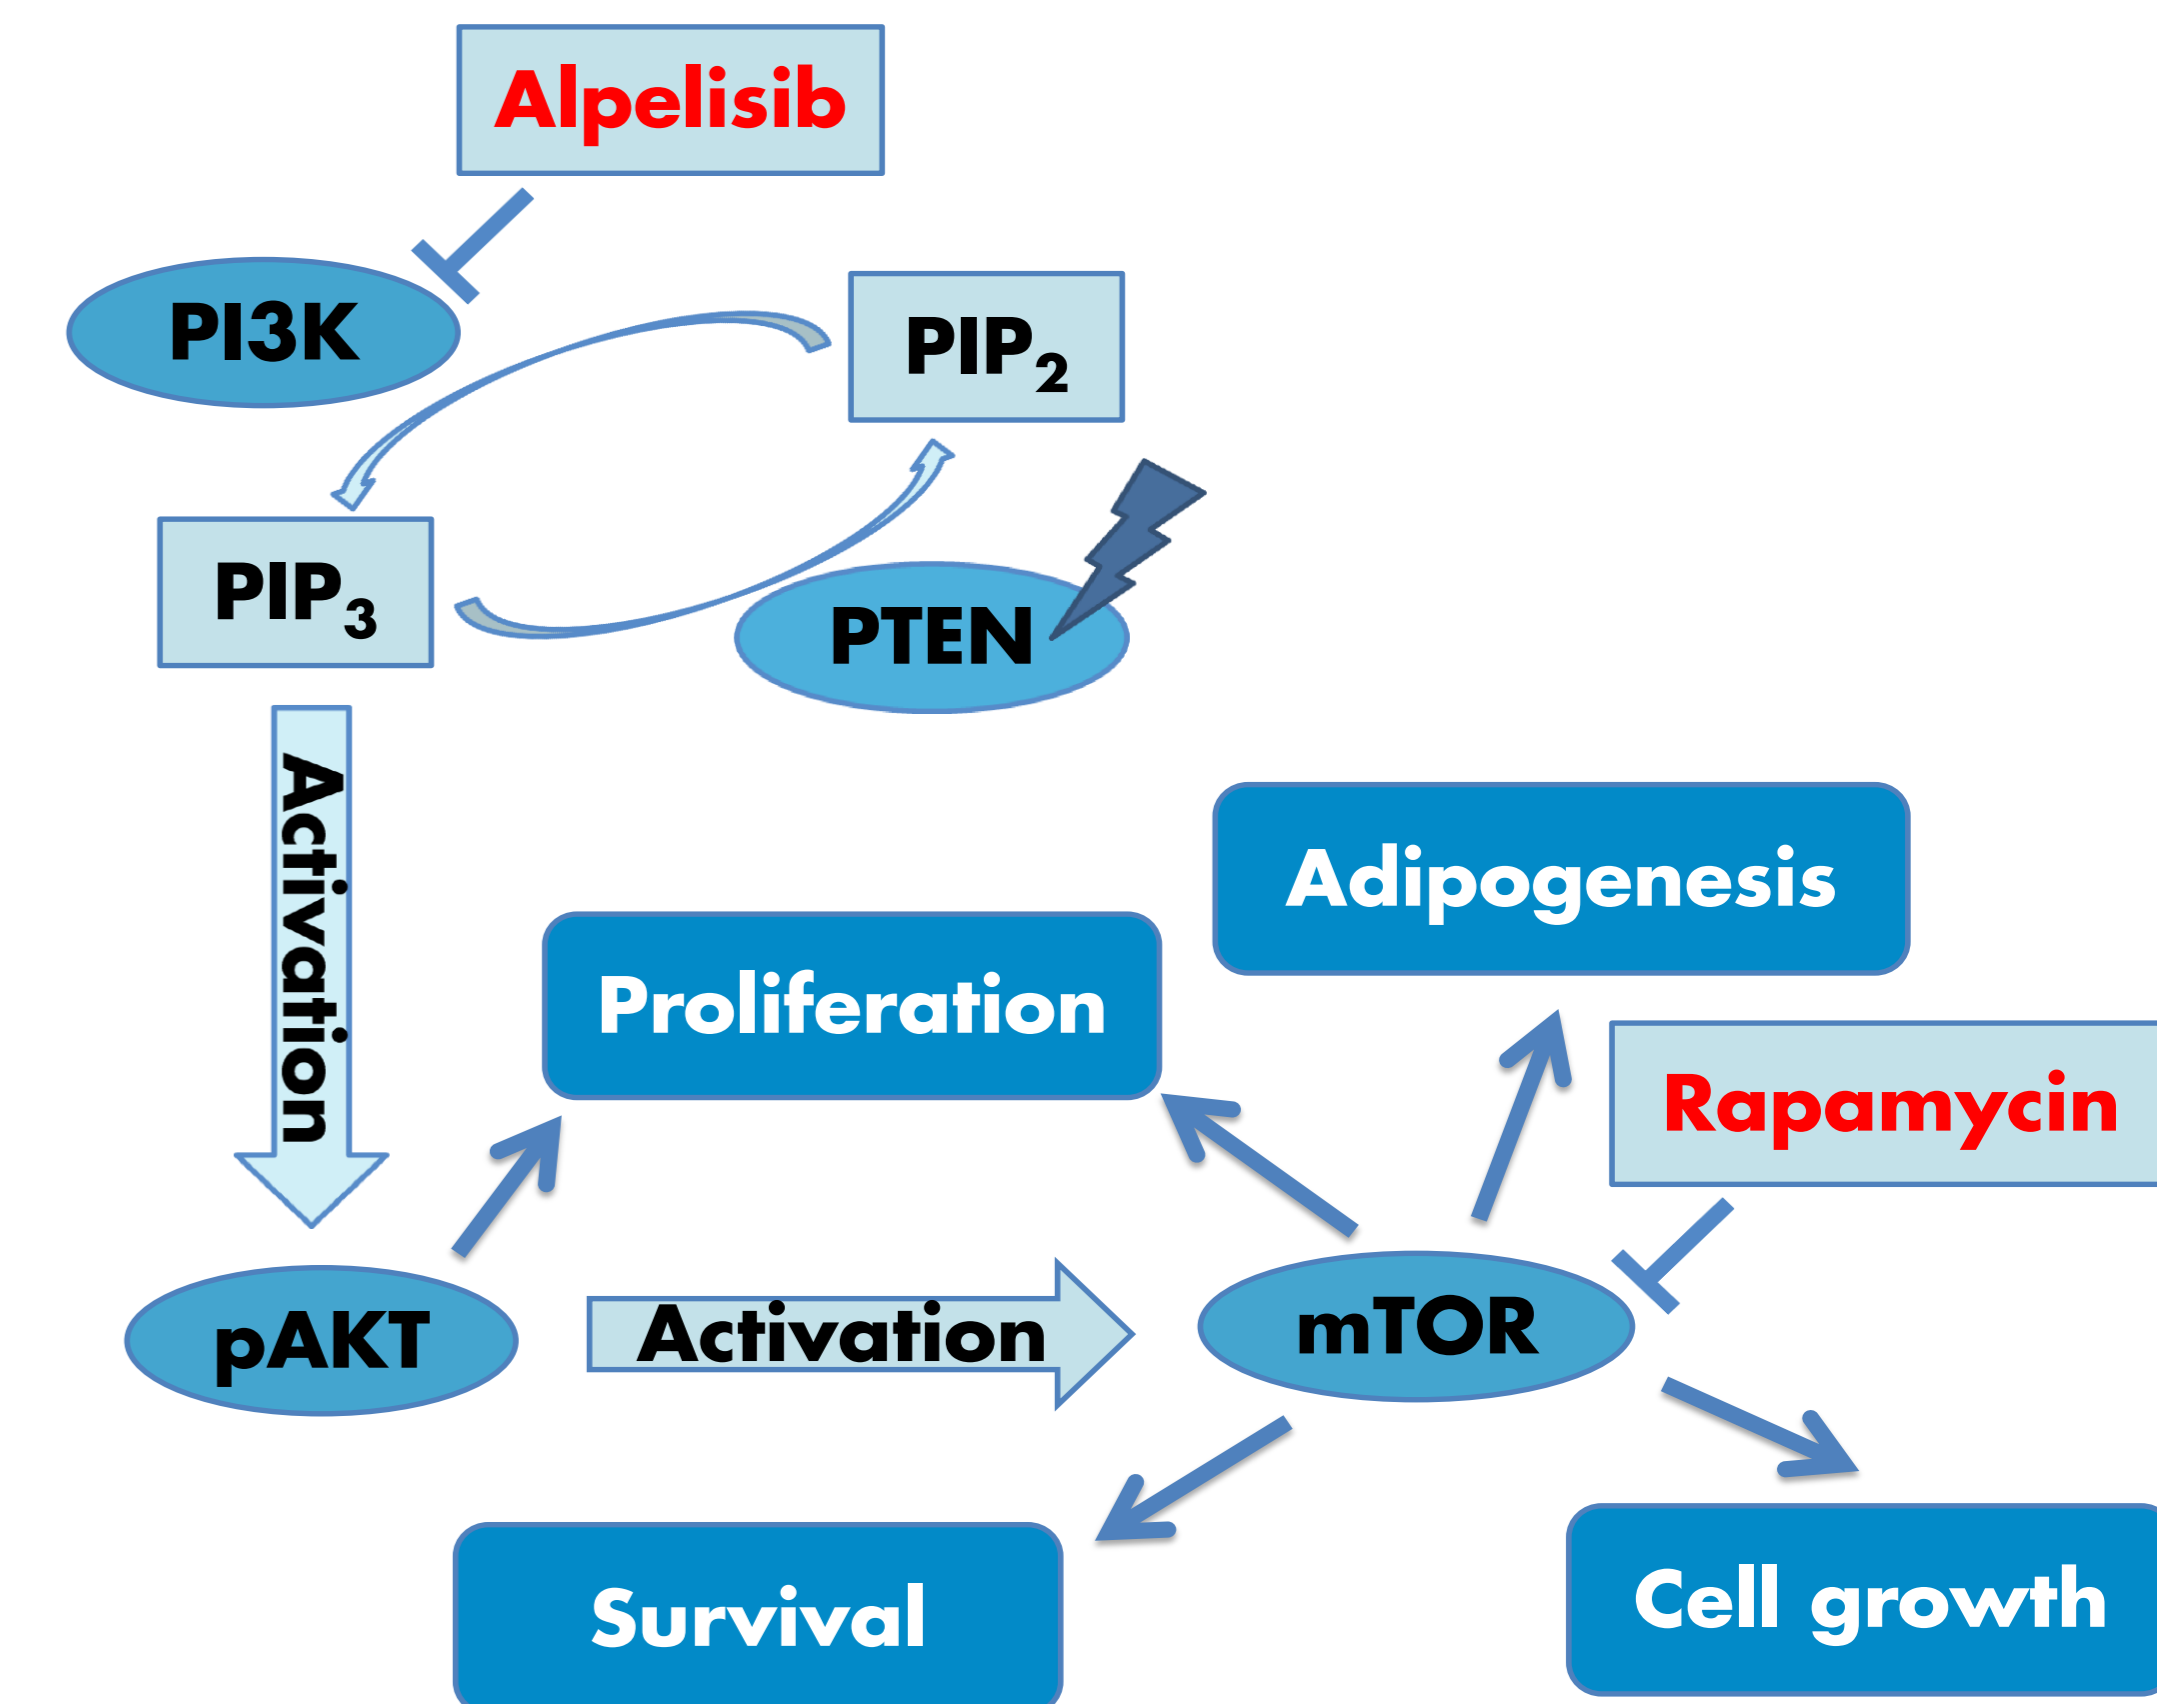 Alpelisib
PI3K
PIP₂
PIP₃
PTEN
Activation
Adipogenesis
Proliferation
Rapamycin
pAKT
Activation
mTOR
Survival
Cell growth